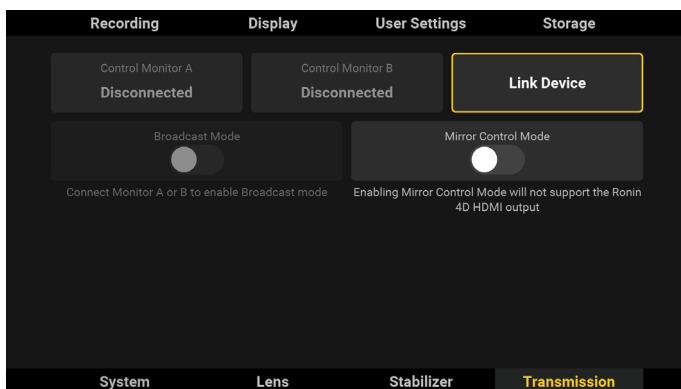 Recording Display User Settings Storage
Control Monitor A Control Monitor B
Disconnected Disconnected Link Device
Broadcast Mode Mirror Control Mode
Connect Monitor A or B to enable Broadcast mode Enabling Mirror Control Mode will not support the Ronin
4D HDMI output
System Lens Stabilizer Transmission